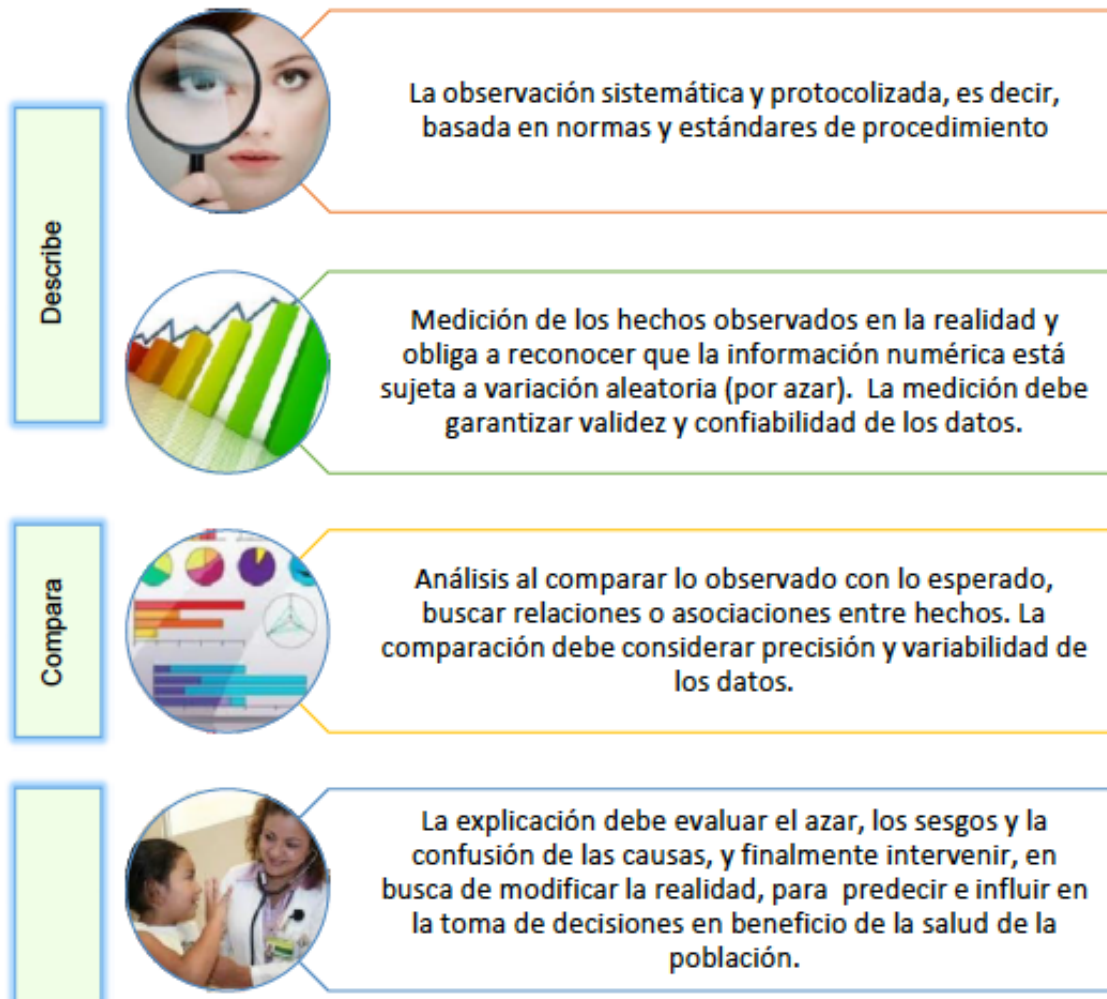 Describe
La observación sistemática y protocolizada, es decir,
basada en normas y estándares de procedimiento
Medición de los hechos observados en la realidad y
obliga a reconocer que la información numérica está
sujeta a variación aleatoria (por azar).  La medición debe
garantizar validez y confiabilidad de los datos.
Compara
Análisis al comparar lo observado con lo esperado,
buscar relaciones o asociaciones entre hechos. La
comparación debe considerar precisión y variabilidad de
los datos.
La explicación debe evaluar el azar, los sesgos y la
confusión de las causas, y finalmente intervenir, en
busca de modificar la realidad, para  predecir e influir en
la toma de decisiones en beneficio de la salud de la
población.